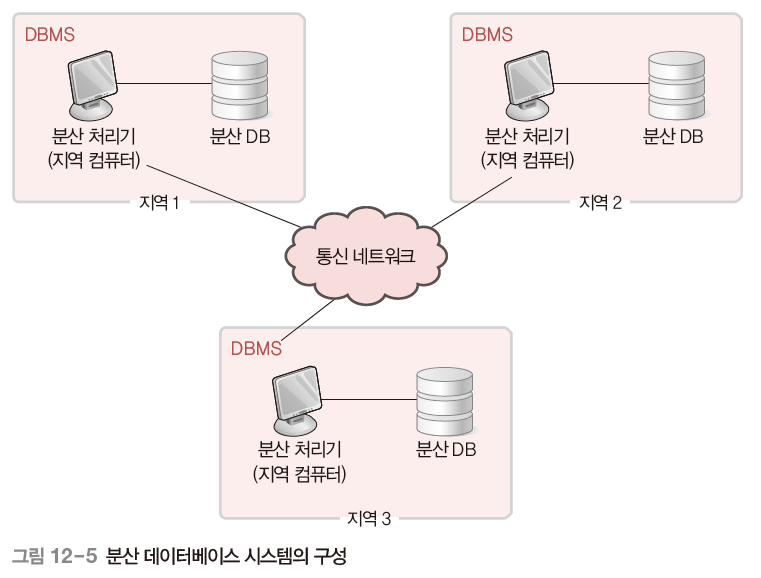 DBMS
분산 처리기
(지역 컴퓨터)
분산 DB
지역 1
DBMS
분산 처리기
(지역 컴퓨터)
분산 DB
지역 2
통신 네트워크
DBMS
분산 처리기
(지역 컴퓨터)
분산 DB
지역 3
그림 12-5 분산 데이터베이스 시스템의 구성